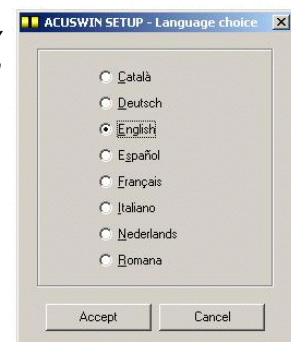 ACUSWIN SETUP - Language choice
Català
Deutsch
English
Español
Français
Italiano
Nederlands
Romana
Accept
Cancel